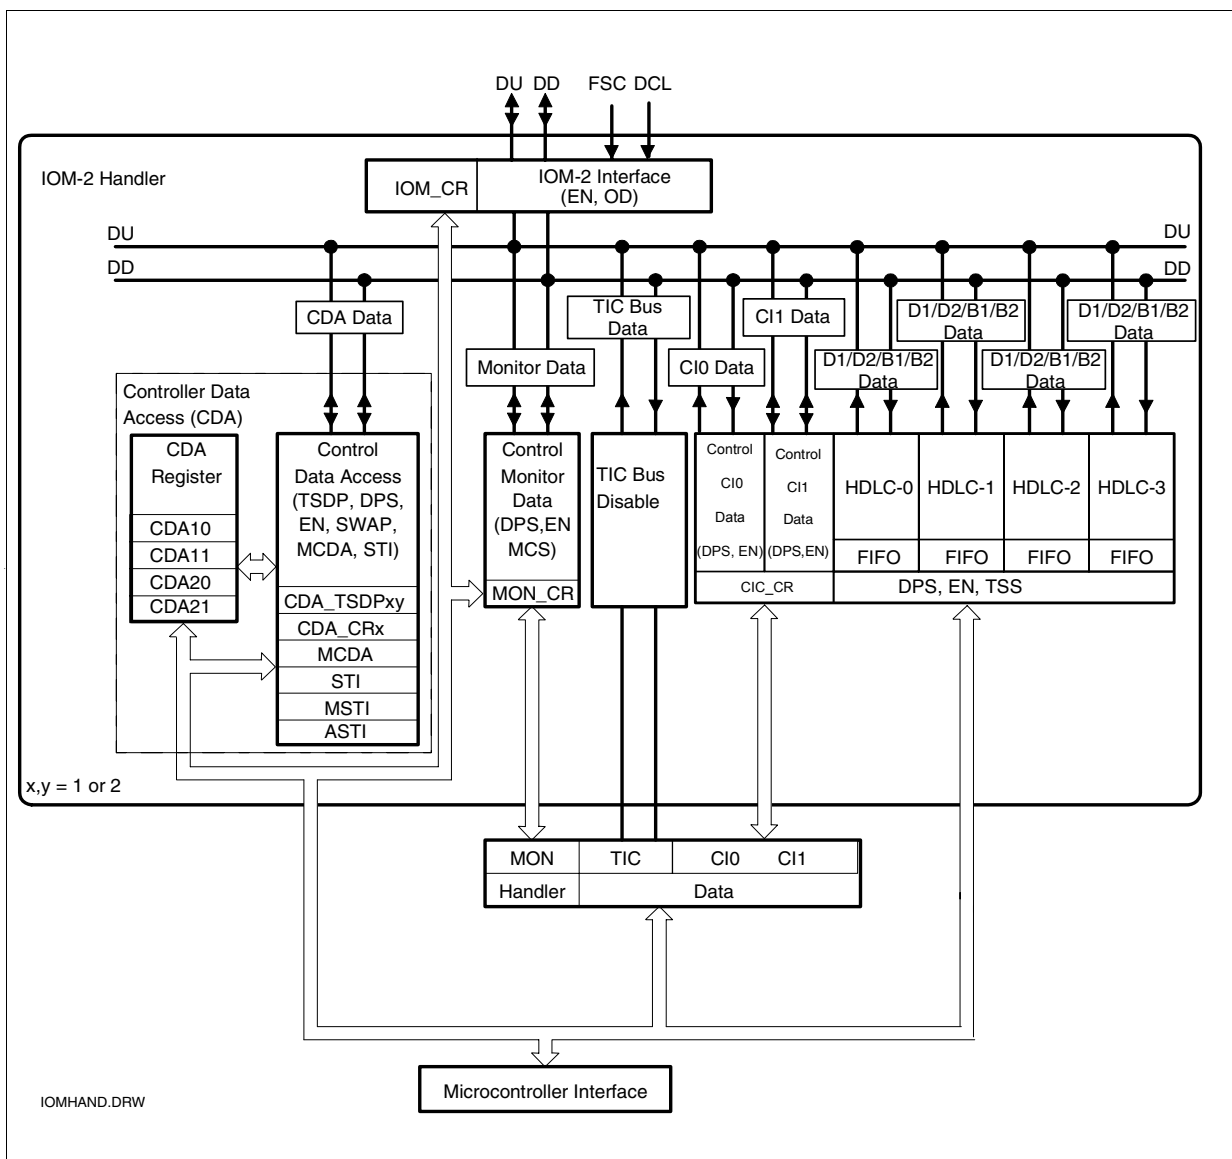 DU DD FSC DCL
IOM-2 Handler
IOM_CR
IOM-2 Interface
(EN, OD)
DU
DU
DD
DD
CDA Data
TIC Bus
Data
CI1 Data
D1/D2/B1/B2
Data
D1/D2/B1/B2
Data
Monitor Data
CI0 Data
D1/D2/B1/B2
Data
D1/D2/B1/B2
Data
Controller Data
Access (CDA)
CDA
Register
CDA10
CDA11
CDA20
CDA21
Control
Data Access
(TSDP, DPS,
EN, SWAP,
MCDA, STI)
CDA_TSDPxy
CDA_CRx
MCDA
STI
MSTI
ASTI
Control
Monitor
Data
(DPS,EN
MCS)
MON_CR
TIC Bus
Disable
Control
CI0
Data
(DPS, EN)
Control
CI1
Data
(DPS,EN)
CIC_CR
HDLC-0
HDLC-1
HDLC-2
HDLC-3
FIFO
FIFO
FIFO
FIFO
DPS, EN, TSS
x,y = 1 or 2
MON
TIC
CI0 CI1
Handler
Data
Microcontroller Interface
IOMHAND.DRW